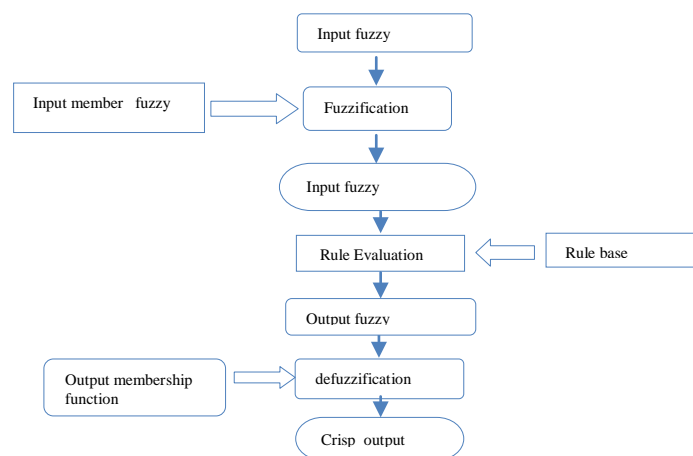 Input fuzzy
Input member fuzzy
Fuzzification
Input fuzzy
Rule Evaluation
Rule base
Output fuzzy
Output membership
function
defuzzification
Crisp output